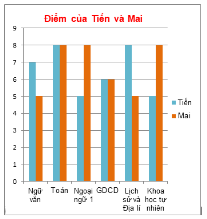 Điểm của Tiến và Mai
9
8
7
6
5
4
3
2
1
0
Ngữ văn
Toán
Ngoại ngữ 1
GDCD
Lịch sử và Địa lí
Khoa học tự nhiên
Tiến
Mai